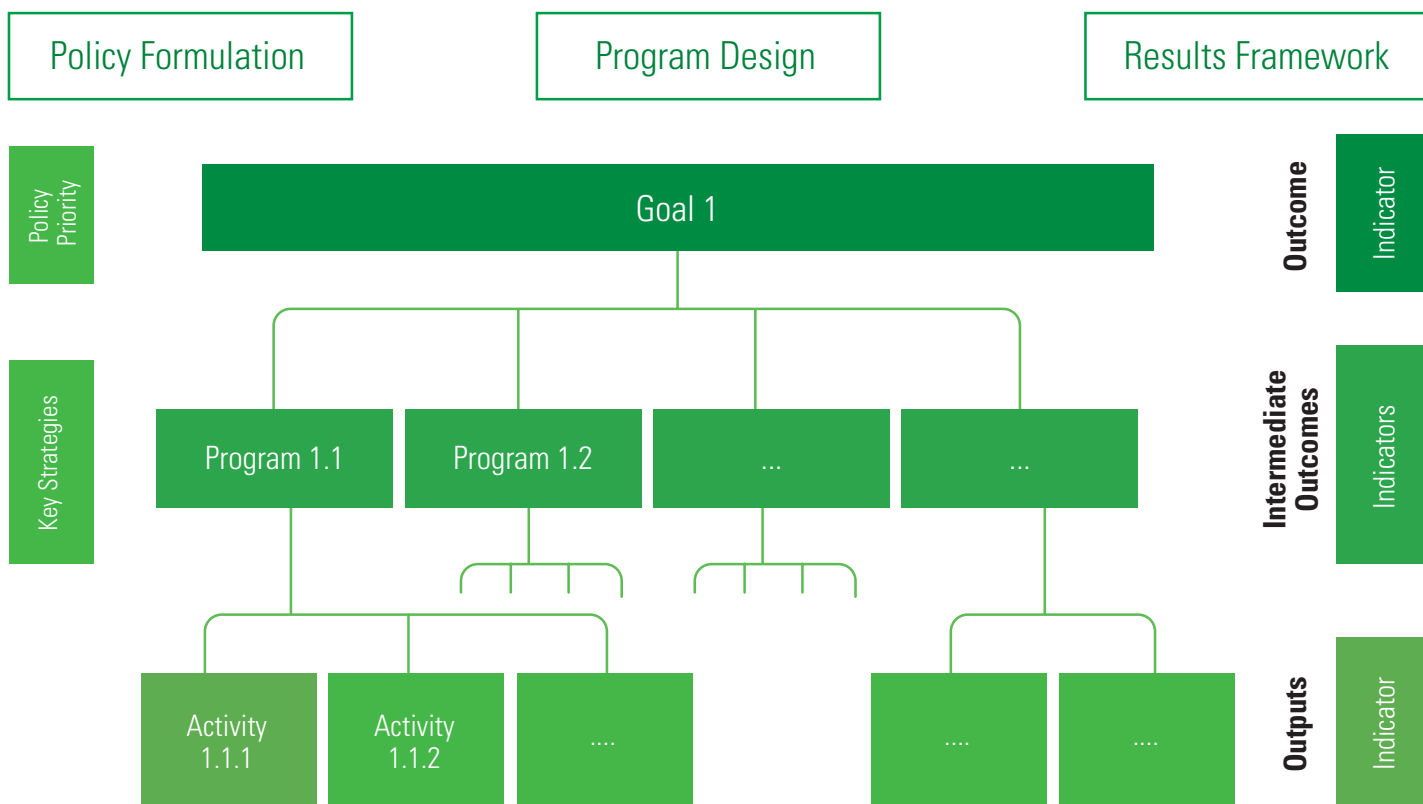 Policy Formulation
Program Design
Results Framework
Policy
Priority
Goal 1
Outcome
Indicator
Key Strategies
Program 1.1
Program 1.2
...
...
Intermediate
Outcomes
Indicators
Activity
1.1.1
Activity
1.1.2
....
....
....
Outputs
Indicator